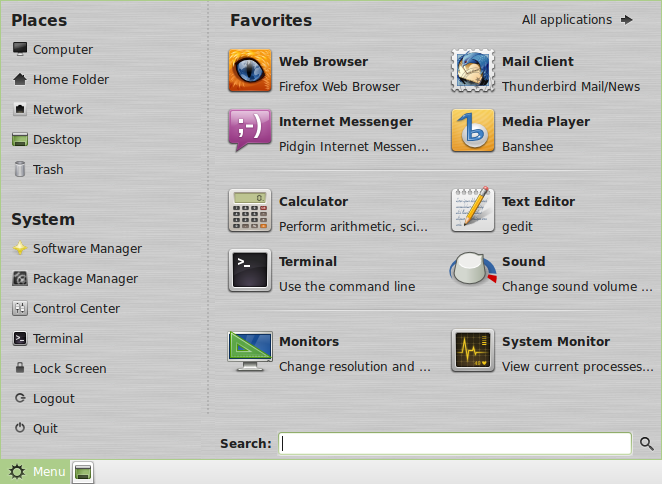 Places
Computer
Home Folder
Network
Desktop
Trash
System
Software Manager
Package Manager
Control Center
Terminal
Lock Screen
Logout
Quit
Favorites
All applications
Web Browser
Firefox Web Browser
Mail Client
Thunderbird Mail/News
;-)
Internet Messenger
Pidgin Internet Messen...
Media Player
Banshee
0.
Calculator
Perform arithmetic, sci...
Text Editor
gedit
>_
Terminal
Use the command line
Sound
Change sound volume ...
Monitors
Change resolution and ...
System Monitor
View current processes...
Search:
Menu